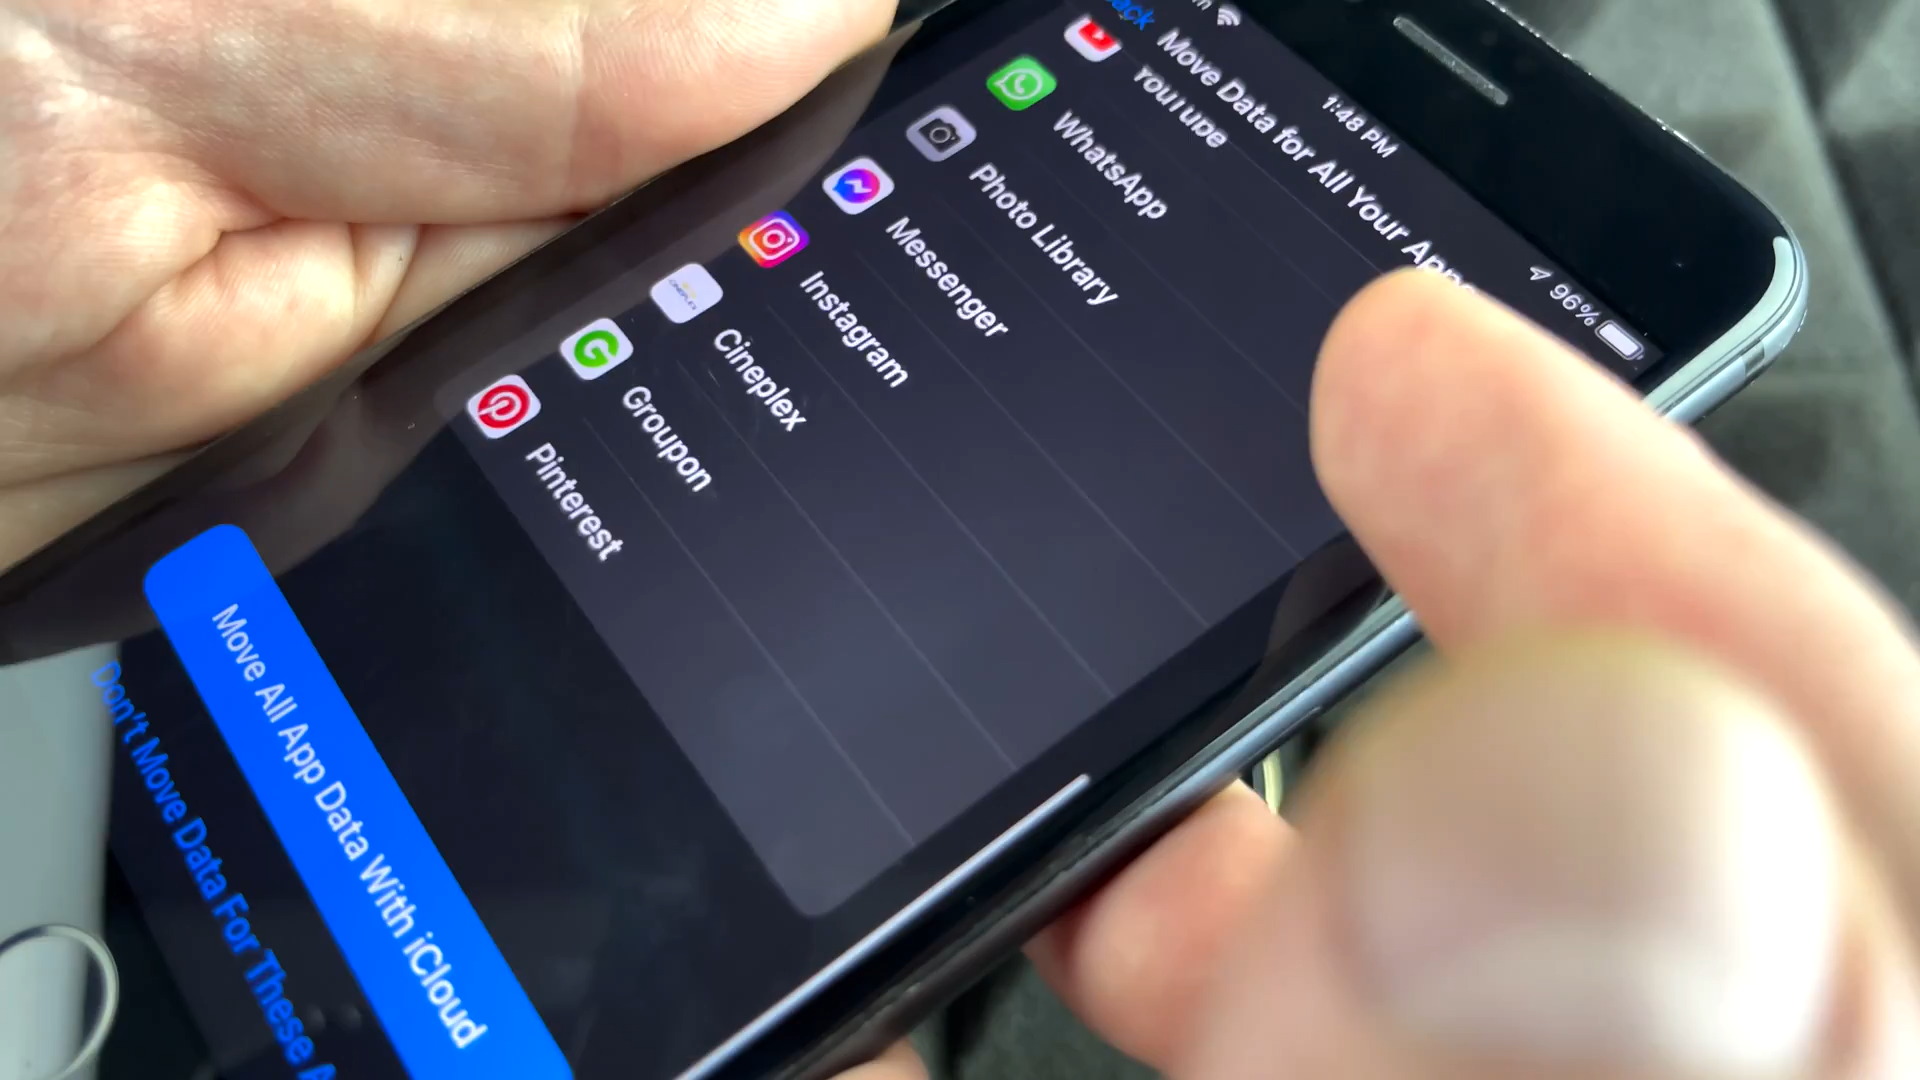 1:48 PM
96%
Move Data for All Your Apps
YouTube
WhatsApp
Photo Library
Messenger
Instagram
CINEPLEX
Cineplex
Groupon
Pinterest
Move All App Data With iCloud
Don't Move Data For These